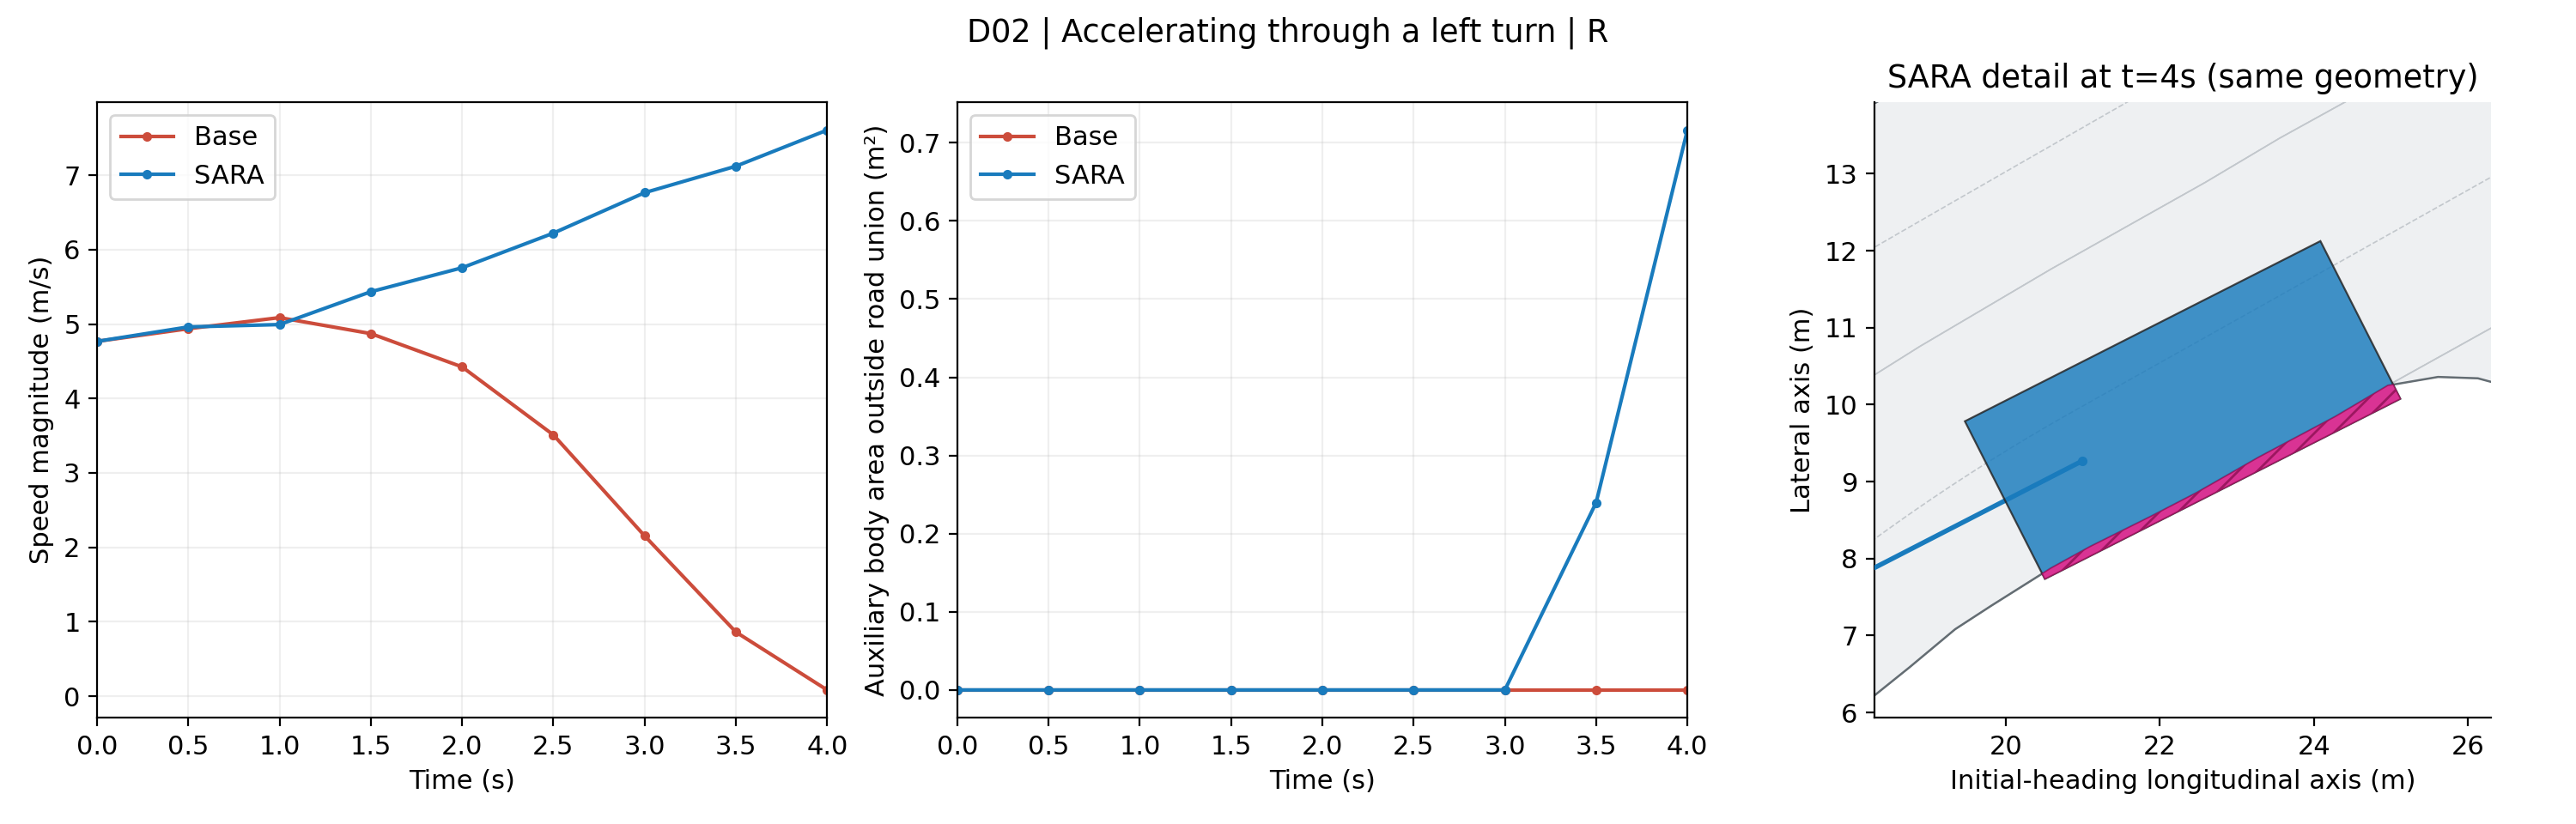 D02 | Accelerating through a left turn | R
Speed magnitude (m/s)
7
6
5
4
3
2
1
0
Base
SARA
0.0 0.5 1.0 1.5 2.0 2.5 3.0 3.5 4.0
Time (s)
Auxiliary body area outside road union (m²)
0.7
0.6
0.5
0.4
0.3
0.2
0.1
0.0
Base
SARA
0.0 0.5 1.0 1.5 2.0 2.5 3.0 3.5 4.0
Time (s)
SARA detail at t=4s (same geometry)
Lateral axis (m)
13
12
11
10
9
8
7
6
20 22 24 26
Initial-heading longitudinal axis (m)